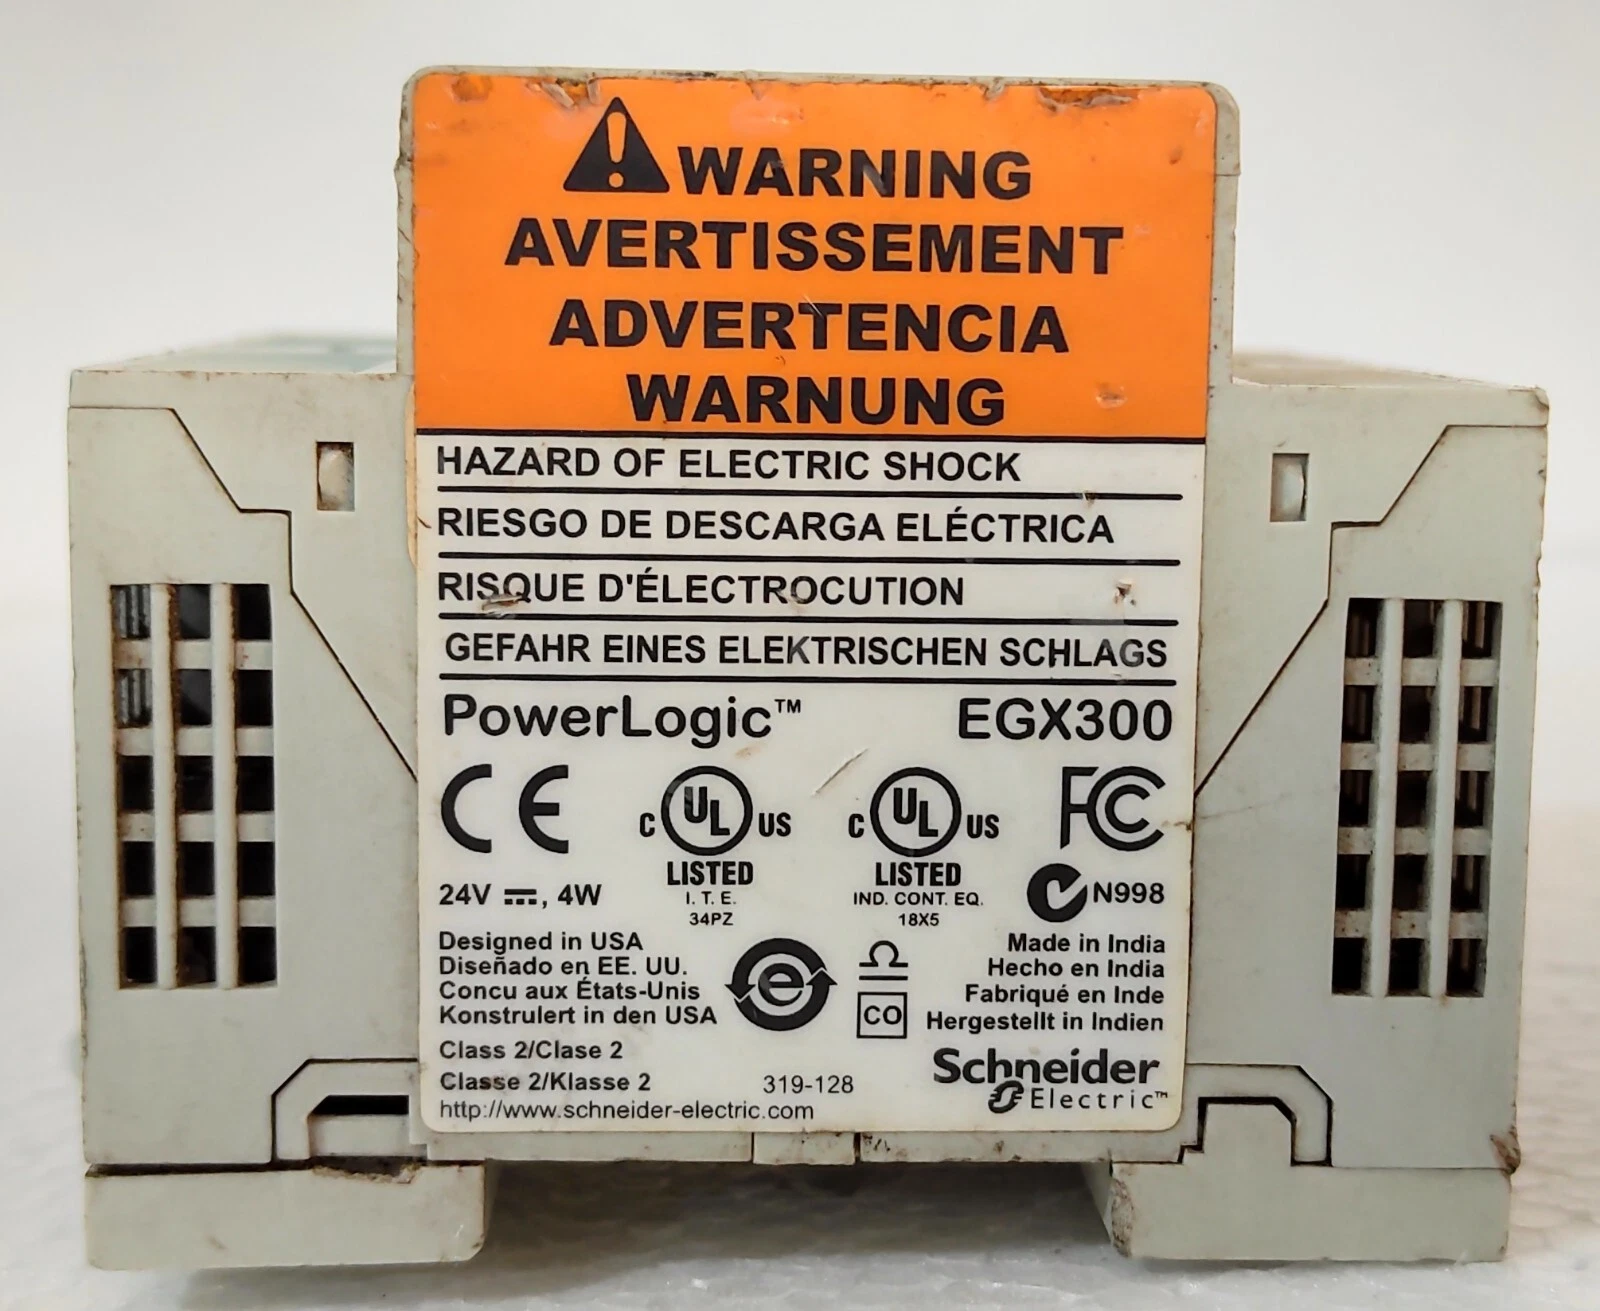 WARNING
AVERTISSEMENT
ADVERTENCIA
WARNUNG
HAZARD OF ELECTRIC SHOCK
RIESGO DE DESCARGA ELÉCTRICA
RISQUE D'ÉLECTROCUTION
GEFAHR EINES ELEKTRISCHEN SCHLAGS
PowerLogic™ EGX300
CE
C UL US
LISTED
I. T. E.
34PZ
C UL US
LISTED
IND. CONT. EQ.
18X5
FC
N998
24V ⎓, 4W
Designed in USA
Diseñado en EE. UU.
Concu aux États-Unis
Konstrulert in den USA
e
CO
Made in India
Hecho en India
Fabriqué en Inde
Hergestellt in Indien
Class 2/Clase 2
Classe 2/Klasse 2
319-128
http://www.schneider-electric.com
Schneider
Electric™